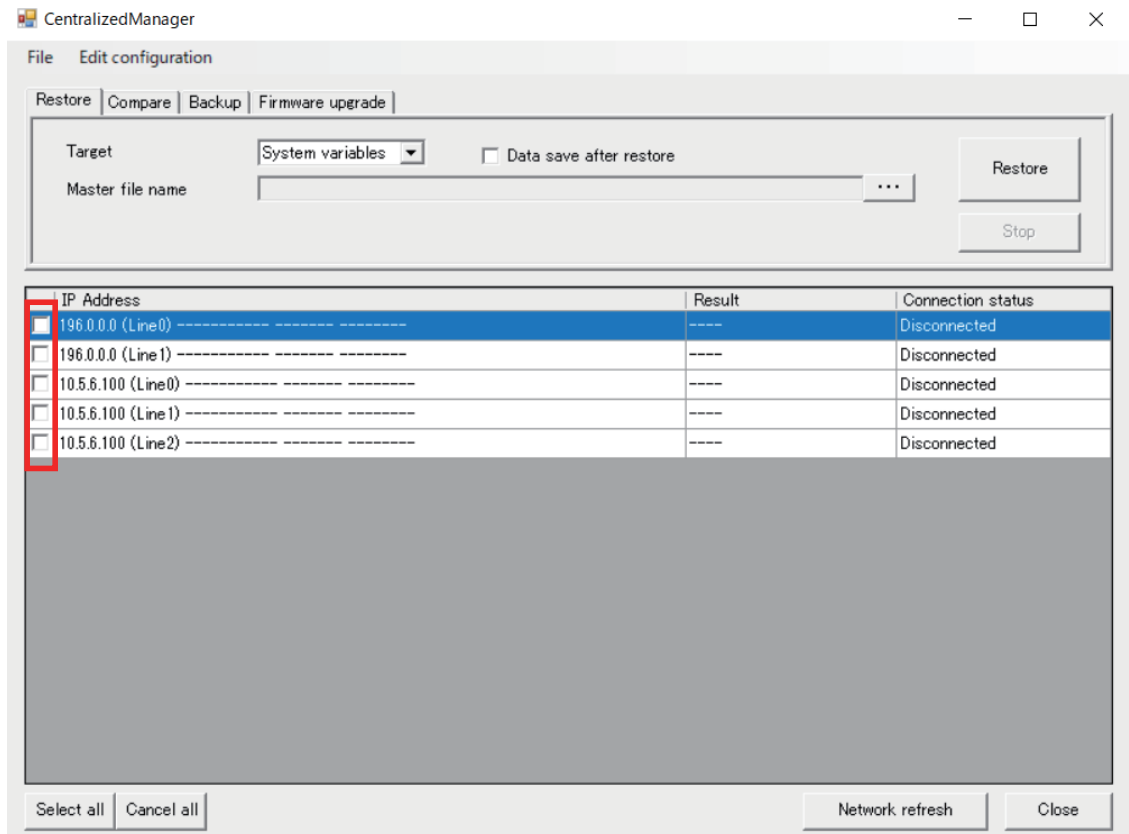 CentralizedManager
File Edit configuration
Restore Compare Backup Firmware upgrade
Target System variables Data save after restore Restore
Master file name ...
Stop
IP Address Result Connection status
196.0.0.0 (Line0) ----------- ------- -------- ---- Disconnected
196.0.0.0 (Line1) ----------- ------- -------- ---- Disconnected
10.5.6.100 (Line0) ----------- ------- -------- ---- Disconnected
10.5.6.100 (Line1) ----------- ------- -------- ---- Disconnected
10.5.6.100 (Line2) ----------- ------- -------- ---- Disconnected
Select all Cancel all Network refresh Close